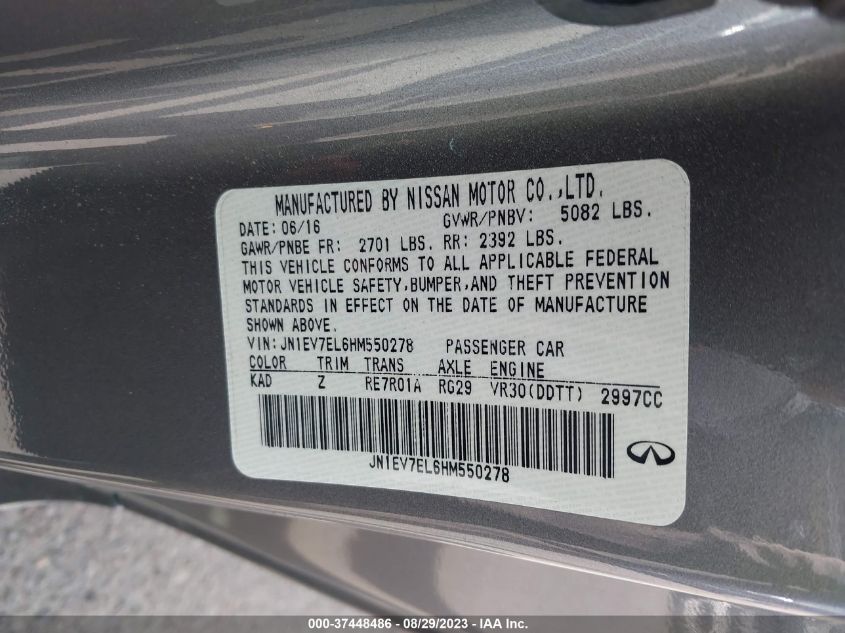 MANUFACTURED BY NISSAN MOTOR CO.,LTD.
DATE: 06/16 GVWR/PNBV: 5082 LBS.
GAWR/PNBE FR: 2701 LBS. RR: 2392 LBS.
THIS VEHICLE CONFORMS TO ALL APPLICABLE FEDERAL
MOTOR VEHICLE SAFETY,BUMPER,AND THEFT PREVENTION
STANDARDS IN EFFECT ON THE DATE OF MANUFACTURE
SHOWN ABOVE.
VIN: JN1EV7EL6HM550278 PASSENGER CAR
COLOR TRIM TRANS AXLE ENGINE
KAD Z RE7R01A RG29 VR30(DDTT) 2997CC
JN1EV7EL6HM550278
000-37448486 - 08/29/2023 - IAA Inc.